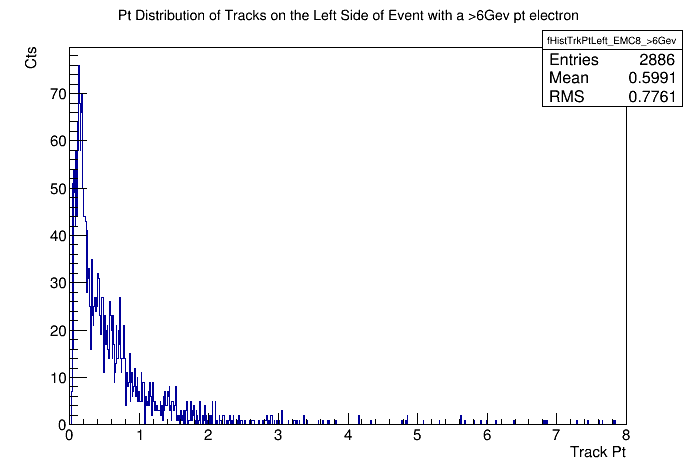 Pt Distribution of Tracks on the Left Side of Event with a >6Gev pt electron
fHistTrkPtLeft_EMC8_>6Gev
Entries 2886
Mean 0.5991
RMS 0.7761
Cts
70
60
50
40
30
20
10
0
0 1 2 3 4 5 6 7 8
Track Pt